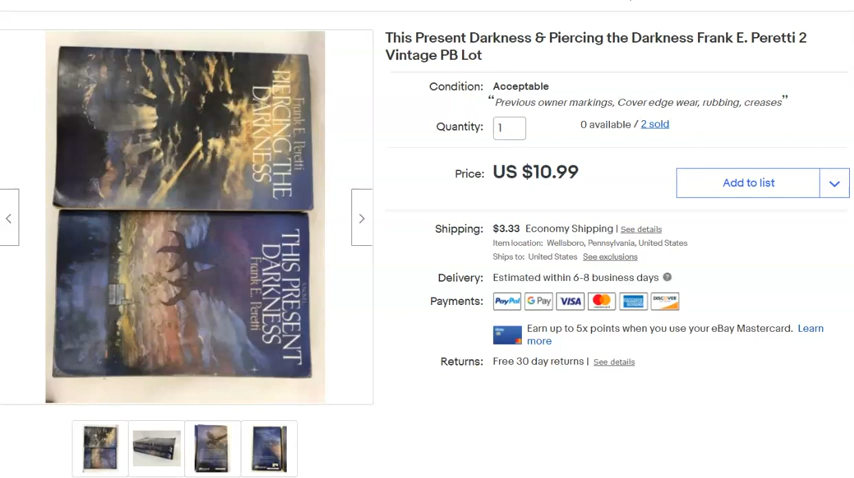 This Present Darkness & Piercing the Darkness Frank E. Peretti 2
Vintage PB Lot
Condition: Acceptable
“Previous owner markings, Cover edge wear, rubbing, creases”
Quantity: 1 0 available / 2 sold
Price: US $10.99
Add to list
Shipping: $3.33 Economy Shipping | See details
Item location: Wellsboro, Pennsylvania, United States
Ships to: United States See exclusions
Delivery: Estimated within 6-8 business days ?
Payments: PayPal G Pay VISA MasterCard AMERICAN EXPRESS DISCOVER
Earn up to 5x points when you use your eBay Mastercard. Learn
more
Returns: Free 30 day returns | See details
Frank E. Peretti
PIERCING THE
DARKNESS
THIS PRESENT
DARKNESS
Frank E. Peretti